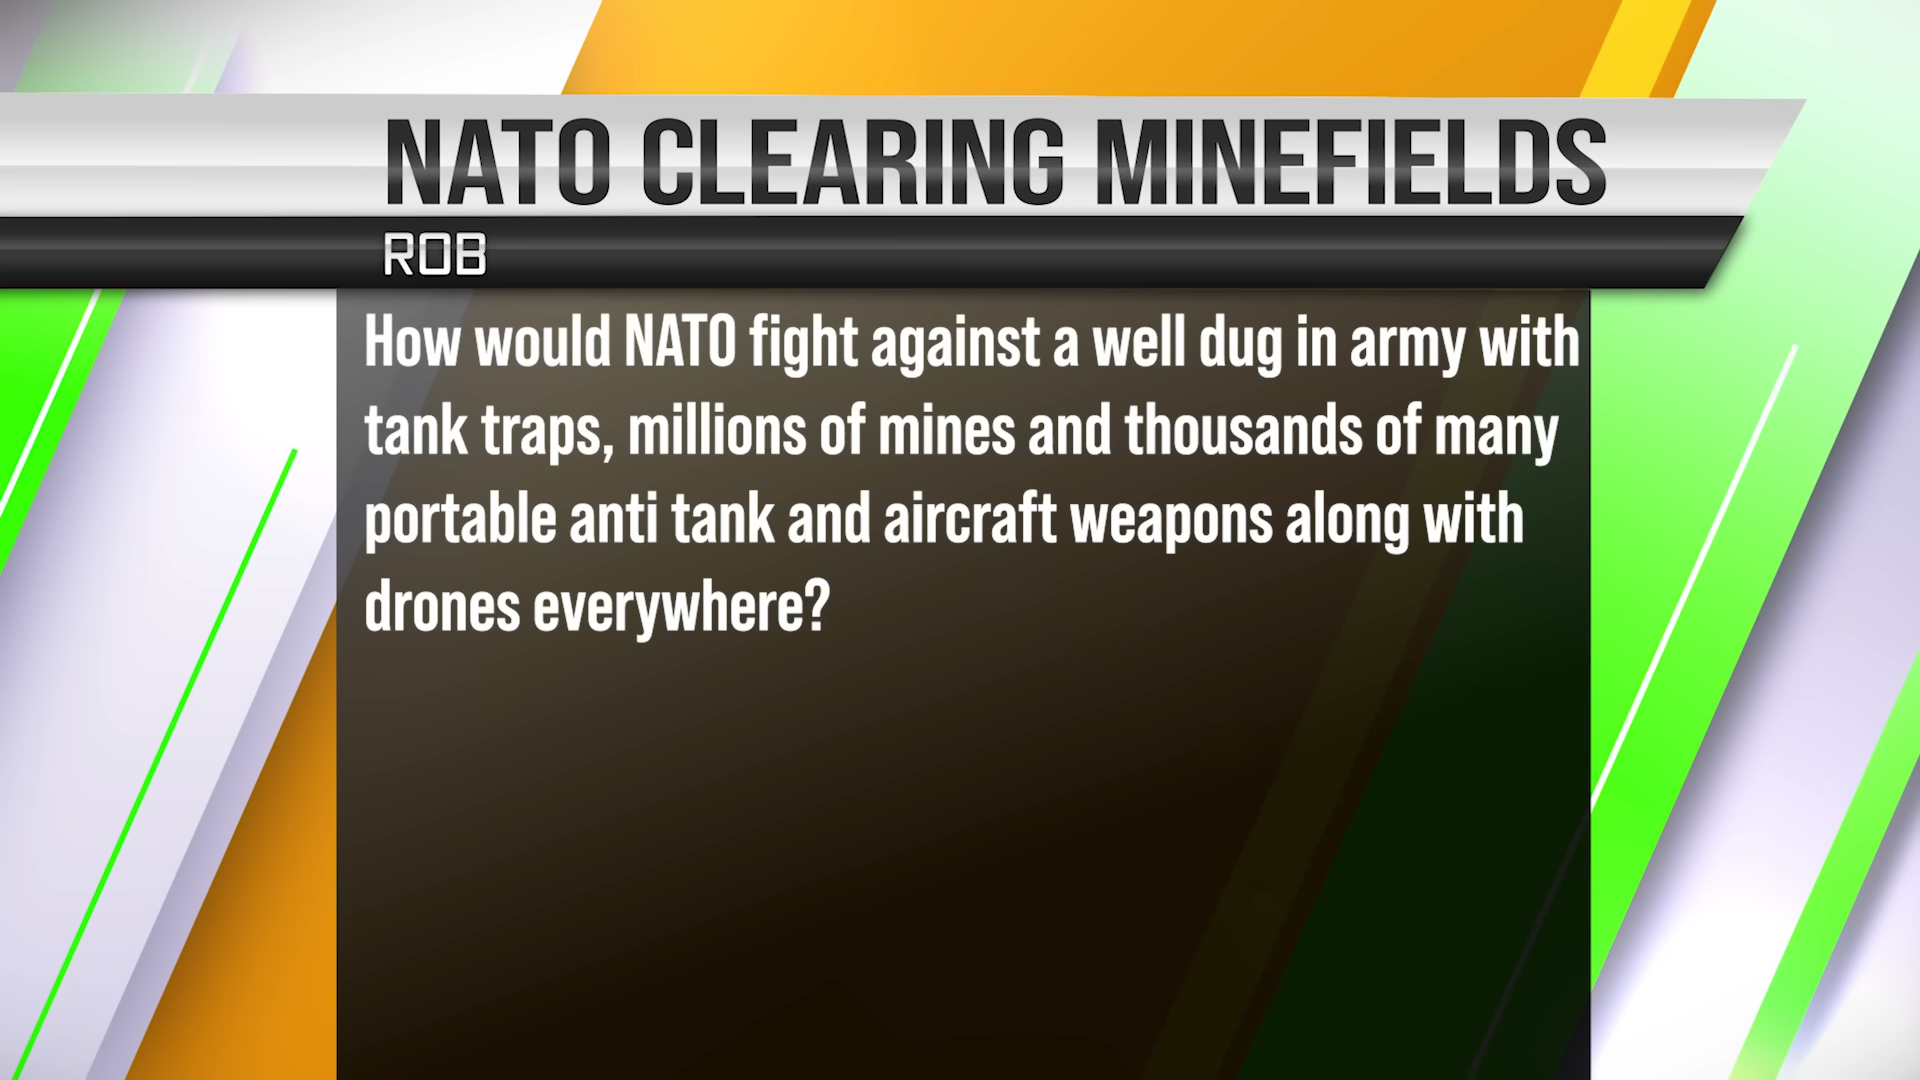 NATO CLEARING MINEFIELDS
ROB
How would NATO fight against a well dug in army with
tank traps, millions of mines and thousands of many
portable anti tank and aircraft weapons along with
drones everywhere?